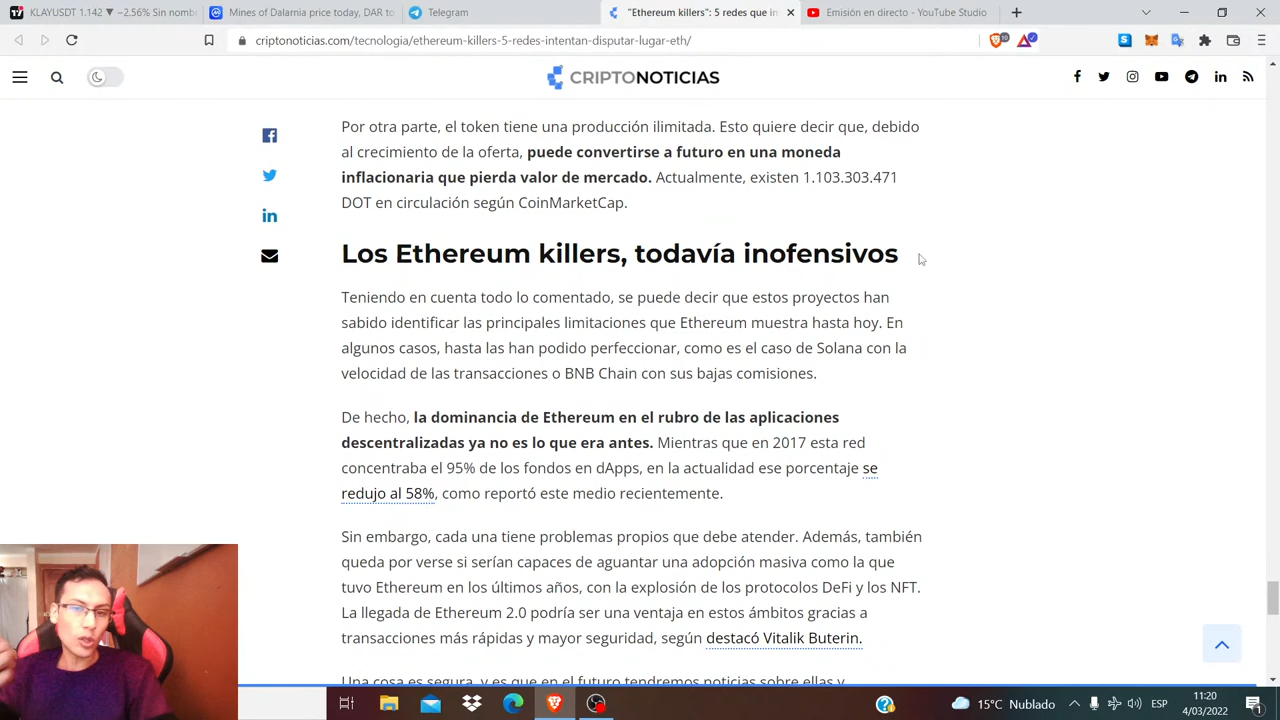 KLAYUSDT 1.142 ▼ −2.56% Sin nomb
Mines of Dalarnia price today, DAR to
Telegram
"Ethereum killers": 5 redes que in
Emisión en directo - YouTube Studio
criptonoticias.com/tecnologia/ethereum-killers-5-redes-intentan-disputar-lugar-eth/
CRIPTONOTICIAS
Por otra parte, el token tiene una producción ilimitada. Esto quiere decir que, debido
al crecimiento de la oferta, puede convertirse a futuro en una moneda
inflacionaria que pierda valor de mercado. Actualmente, existen 1.103.303.471
DOT en circulación según CoinMarketCap.
Los Ethereum killers, todavía inofensivos
Teniendo en cuenta todo lo comentado, se puede decir que estos proyectos han
sabido identificar las principales limitaciones que Ethereum muestra hasta hoy. En
algunos casos, hasta las han podido perfeccionar, como es el caso de Solana con la
velocidad de las transacciones o BNB Chain con sus bajas comisiones.
De hecho, la dominancia de Ethereum en el rubro de las aplicaciones
descentralizadas ya no es lo que era antes. Mientras que en 2017 esta red
concentraba el 95% de los fondos en dApps, en la actualidad ese porcentaje se
redujo al 58%, como reportó este medio recientemente.
Sin embargo, cada una tiene problemas propios que debe atender. Además, también
queda por verse si serían capaces de aguantar una adopción masiva como la que
tuvo Ethereum en los últimos años, con la explosión de los protocolos DeFi y los NFT.
La llegada de Ethereum 2.0 podría ser una ventaja en estos ámbitos gracias a
transacciones más rápidas y mayor seguridad, según destacó Vitalik Buterin.
Una cosa es segura, y es que en el futuro tendremos noticias sobre ellas y
15°C Nublado
ESP
11:20
4/03/2022